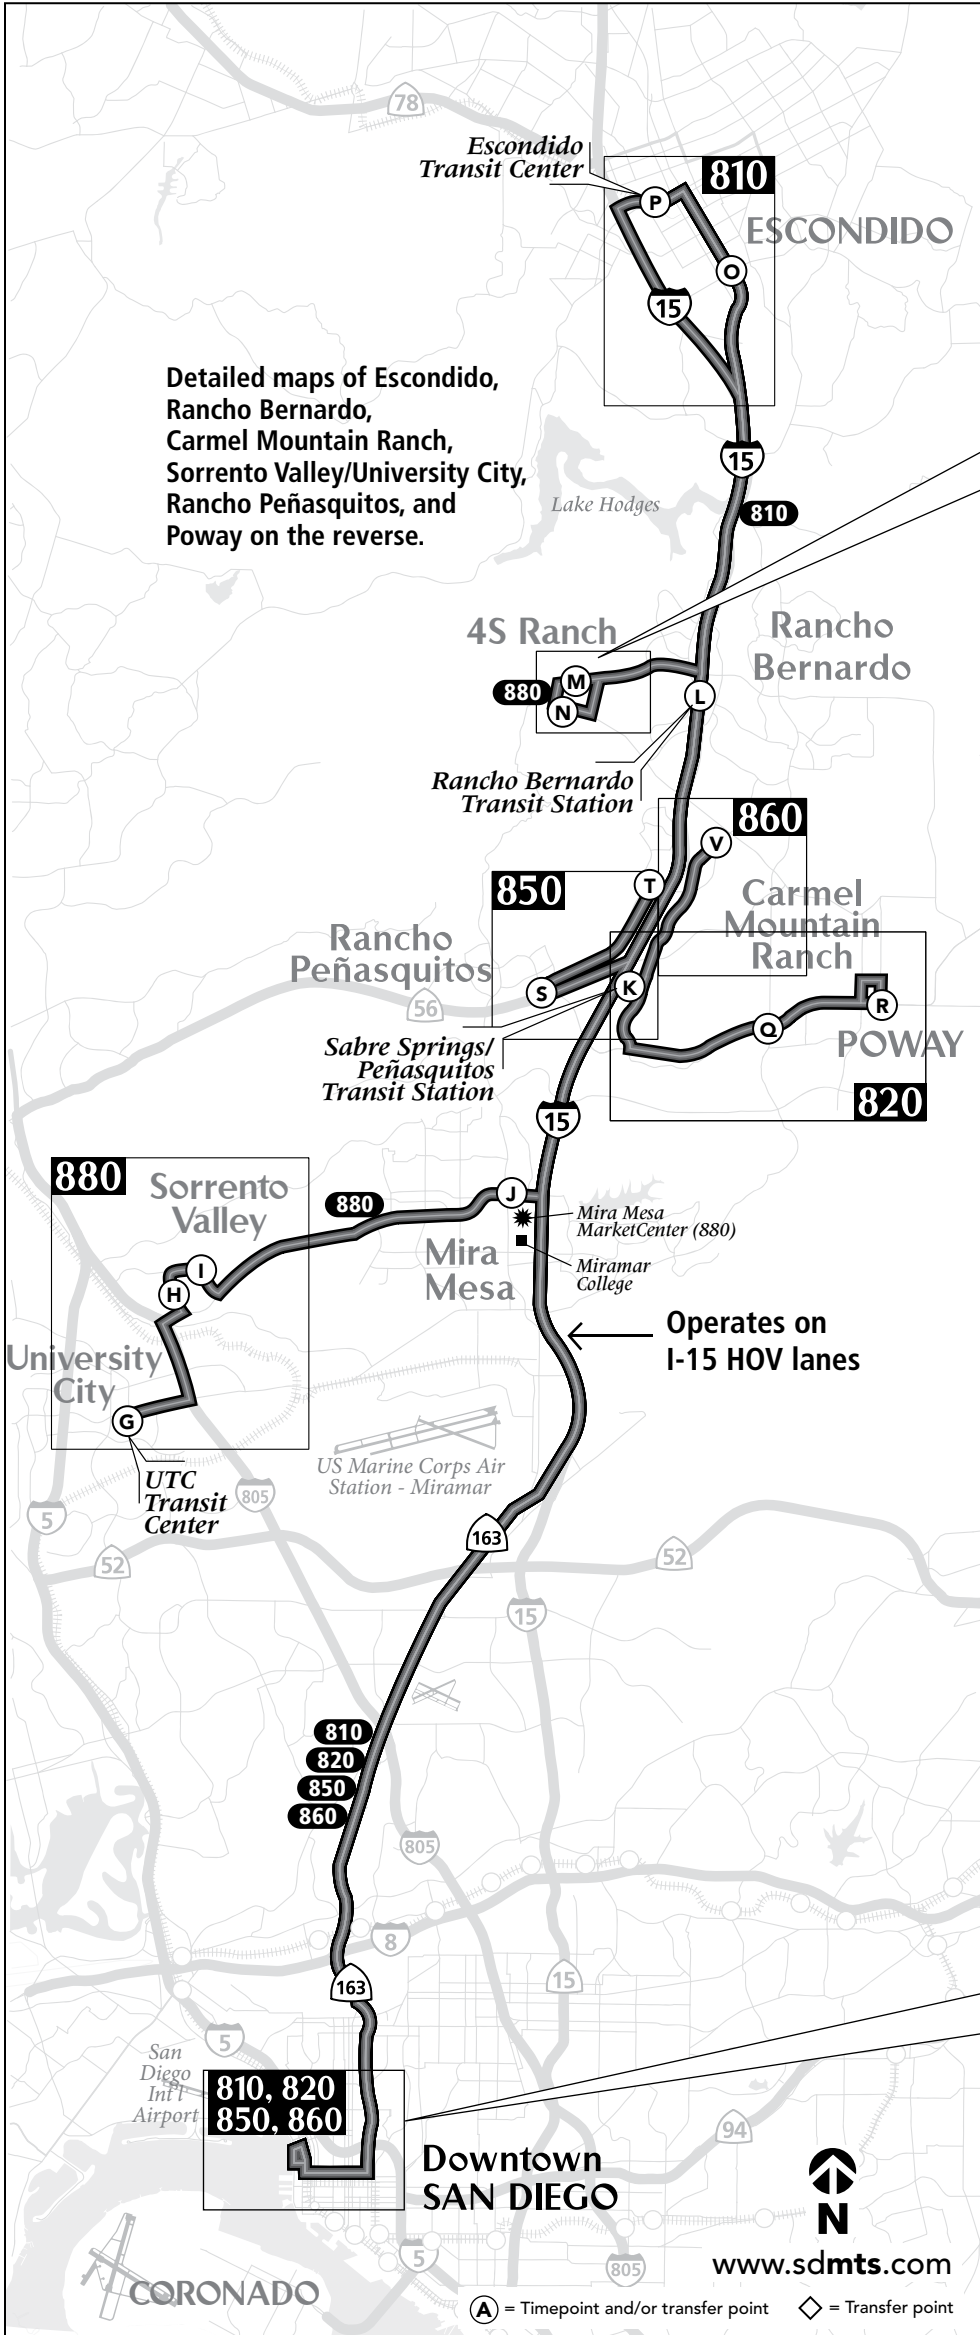 78
Escondido
Transit Center
810
P
ESCONDIDO
O
15
Detailed maps of Escondido,
Rancho Bernardo,
Carmel Mountain Ranch,
Sorrento Valley/University City,
Rancho Peñasquitos, and
Poway on the reverse.
15
Lake Hodges
810
4S Ranch
Rancho
Bernardo
880
M
N
L
Rancho Bernardo
Transit Station
860
V
850
T
Carmel
Mountain
Ranch
Rancho
Peñasquitos
S
K
56
R
Q
POWAY
Sabre Springs/
Peñasquitos
Transit Station
820
15
880
Sorrento
Valley
880
J
Mira Mesa
MarketCenter (880)
Mira
Mesa
Miramar
College
I
H
Operates on
I-15 HOV lanes
University
City
G
US Marine Corps Air
Station - Miramar
UTC
Transit
Center
805
5
163
52
52
15
810
820
850
860
805
8
15
163
5
San
Diego
Int'l
Airport
810, 820
850, 860
94
Downtown
SAN DIEGO
N
5
805
www.sdmts.com
CORONADO
A = Timepoint and/or transfer point
= Transfer point